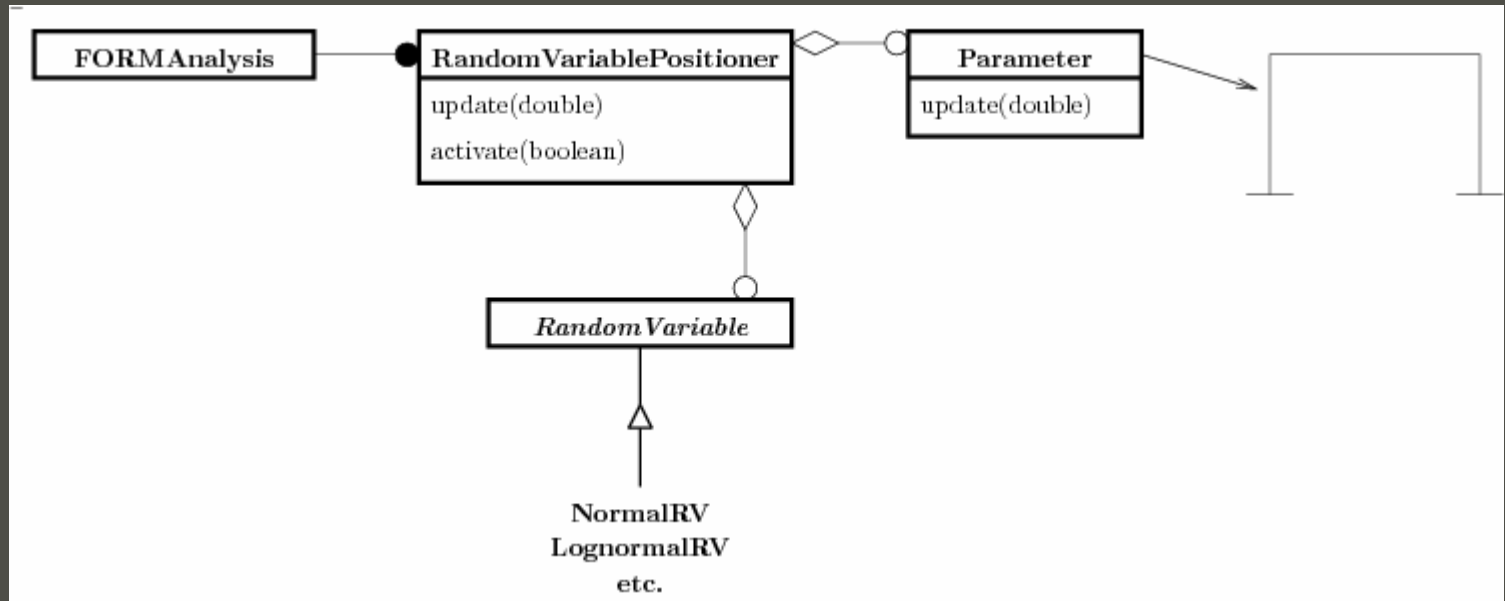 FORMAnalysis
RandomVariablePositioner
update(double)
activate(boolean)
Parameter
update(double)
RandomVariable
NormalRV
LognormalRV
etc.